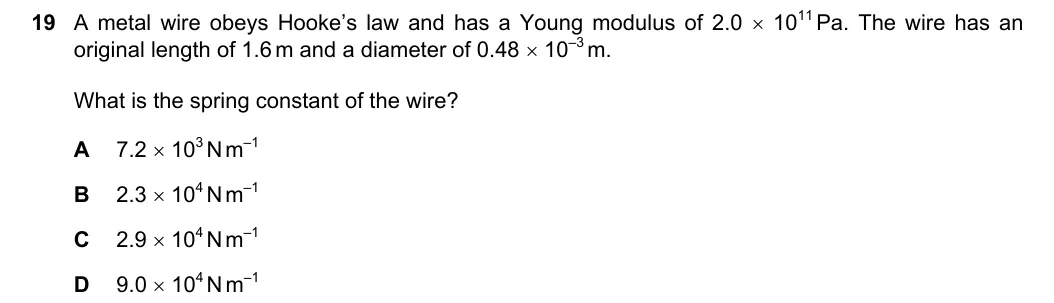 19 A metal wire obeys Hooke's law and has a Young modulus of 2.0 × 10¹¹ Pa. The wire has an
original length of 1.6 m and a diameter of 0.48 × 10⁻³ m.
What is the spring constant of the wire?
A 7.2 × 10³ N m⁻¹
B 2.3 × 10⁴ N m⁻¹
C 2.9 × 10⁴ N m⁻¹
D 9.0 × 10⁴ N m⁻¹